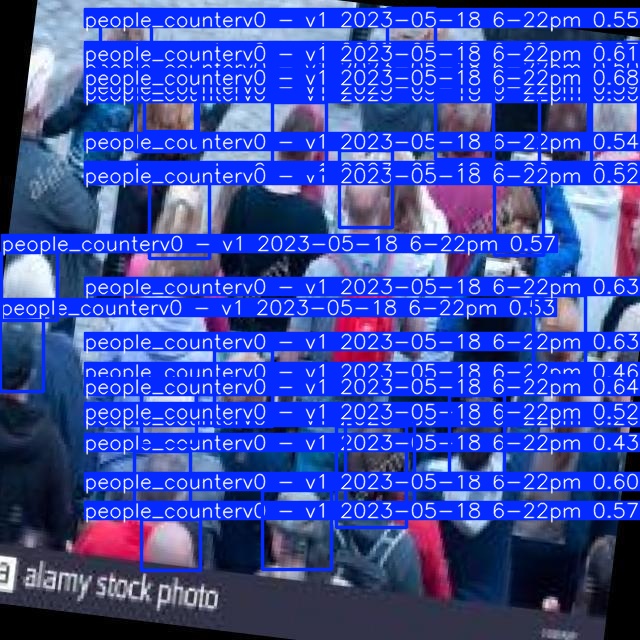 people_counterv0 – v1 2023-05-18 6-22pm 0.55
people_counterv0 – v1 2023-05-18 6-22pm 0.61
people_counterv0 – v1 2023-05-18 6-22pm 0.68
people_counterv0 – v1 2023-05-18 6-22pm
people_counterv0 – v1 2023-05-18 6-22pm 0.54
people_counterv0 – v1 2023-05-18 6-22pm 0.52
people_counterv0 – v1 2023-05-18 6-22pm 0.57
people_counterv0 – v1 2023-05-18 6-22pm 0.63
people_counterv0 – v1 2023-05-18 6-22pm 0.53
people_counterv0 – v1 2023-05-18 6-22pm 0.63
people_counterv0 – v1 2023-05-18 6-22pm 0.46
people_counterv0 – v1 2023-05-18 6-22pm 0.64
people_counterv0 – v1 2023-05-18 6-22pm 0.52
people_counterv0 – v1 2023-05-18 6-22pm 0.43
people_counterv0 – v1 2023-05-18 6-22pm 0.60
people_counterv0 – v1 2023-05-18 6-22pm 0.57
a alamy stock photo